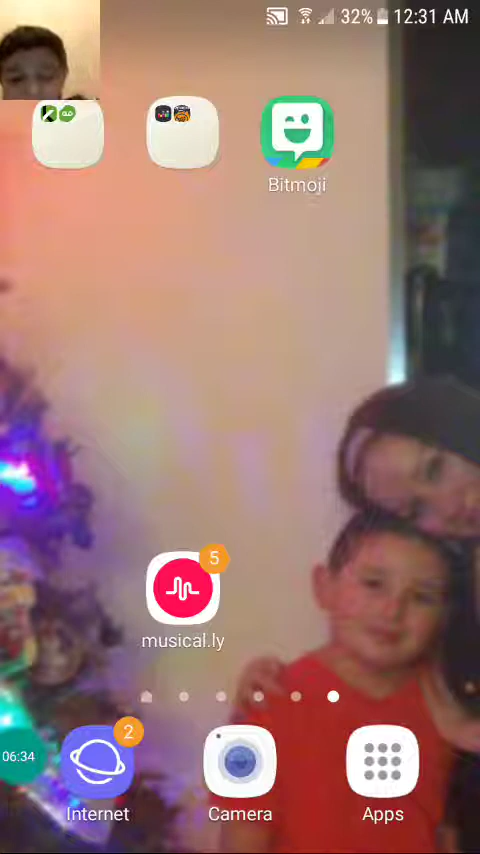 32% 12:31 AM
Bitmoji
5
musical.ly
2
06:34
Internet
Camera
Apps